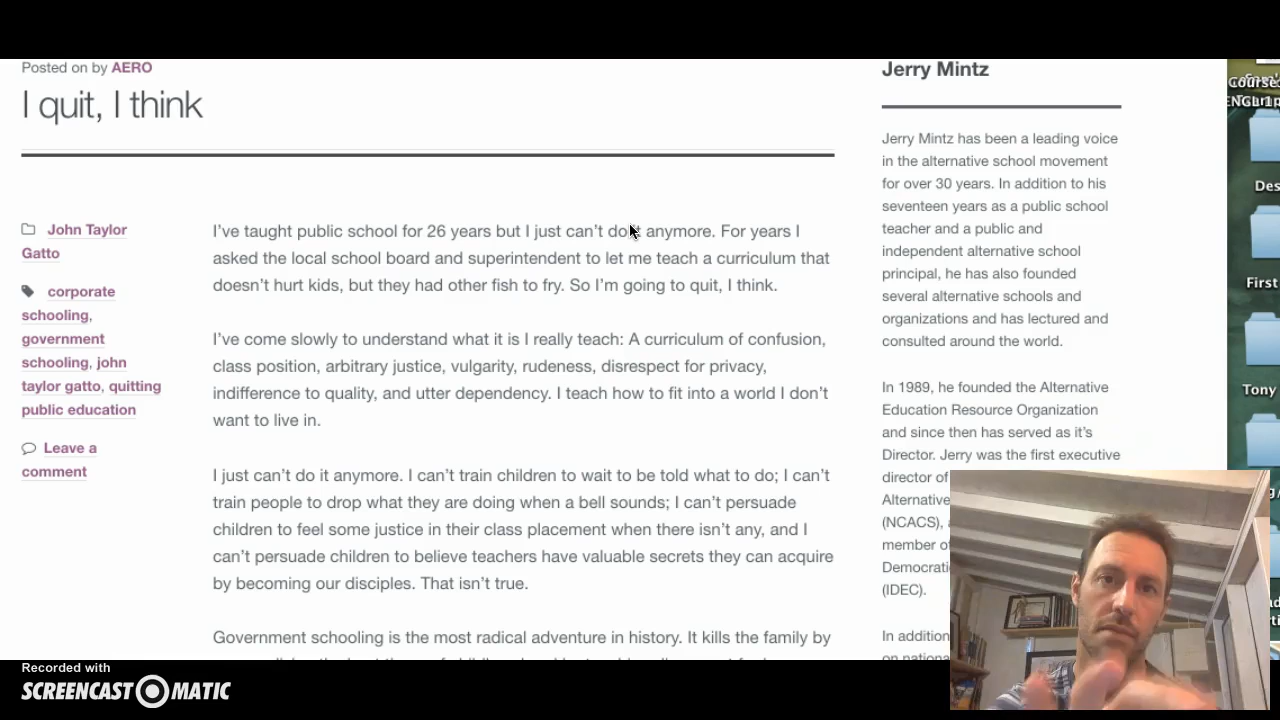 Posted on by AERO
I quit, I think
John Taylor
Gatto
corporate
schooling,
government
schooling, john
taylor gatto, quitting
public education
Leave a
comment
I've taught public school for 26 years but I just can't do it anymore. For years I
asked the local school board and superintendent to let me teach a curriculum that
doesn't hurt kids, but they had other fish to fry. So I'm going to quit, I think.
I've come slowly to understand what it is I really teach: A curriculum of confusion,
class position, arbitrary justice, vulgarity, rudeness, disrespect for privacy,
indifference to quality, and utter dependency. I teach how to fit into a world I don't
want to live in.
I just can't do it anymore. I can't train children to wait to be told what to do; I can't
train people to drop what they are doing when a bell sounds; I can't persuade
children to feel some justice in their class placement when there isn't any, and I
can't persuade children to believe teachers have valuable secrets they can acquire
by becoming our disciples. That isn't true.
Government schooling is the most radical adventure in history. It kills the family by
Jerry Mintz
Jerry Mintz has been a leading voice
in the alternative school movement
for over 30 years. In addition to his
seventeen years as a public school
teacher and a public and
independent alternative school
principal, he has also founded
several alternative schools and
organizations and has lectured and
consulted around the world.
In 1989, he founded the Alternative
Education Resource Organization
and since then has served as it's
Director. Jerry was the first executive
director of
Alternative
(NCACS),
member of
Democrati
(IDEC).
In addition
on national
Course
Des
First
Tony
Recorded with
SCREENCAST MATIC